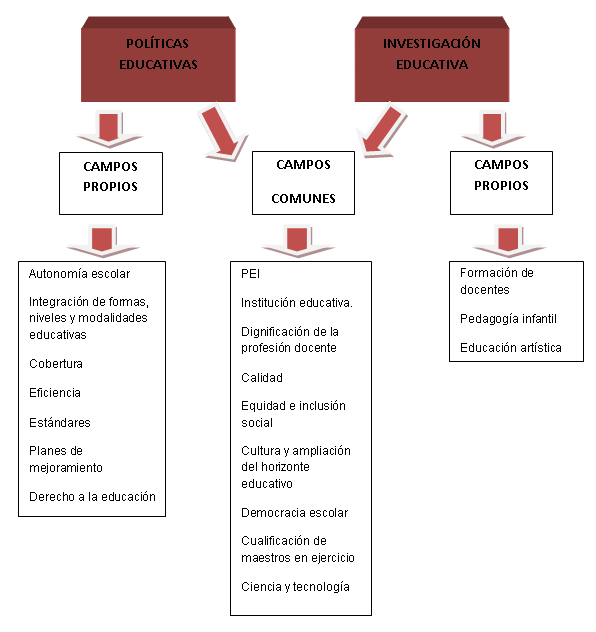 POLÍTICAS
EDUCATIVAS
INVESTIGACIÓN
EDUCATIVA
CAMPOS
PROPIOS
CAMPOS
COMUNES
CAMPOS
PROPIOS
Autonomía escolar
Integración de formas,
niveles y modalidades
educativas
Cobertura
Eficiencia
Estándares
Planes de
mejoramiento
Derecho a la educación
PEI
Institución educativa.
Dignificación de la
profesión docente
Calidad
Equidad e inclusión
social
Cultura y ampliación
del horizonte
educativo
Democracia escolar
Cualificación de
maestros en ejercicio
Ciencia y tecnología
Formación de
docentes
Pedagogía infantil
Educación artística